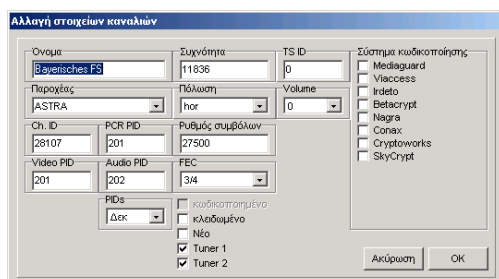 Αλλαγή στοιχείων καναλιών
Όνομα
Bayerisches FS
Συχνότητα
11836
TS ID
0
Σύστημα κωδικοποίησης
Mediaguard
Viaccess
Irdeto
Betacrypt
Nagra
Conax
Cryptoworks
SkyCrypt
Παροχέας
ASTRA
Πόλωση
hor
Volume
0
Ch. ID
28107
PCR PID
201
Ρυθμός συμβόλων
27500
Video PID
201
Audio PID
202
FEC
3/4
PIDs
Δεκ
κωδικοποιημένο
κλειδωμένο
Νέο
Tuner 1
Tuner 2
Ακύρωση
OK